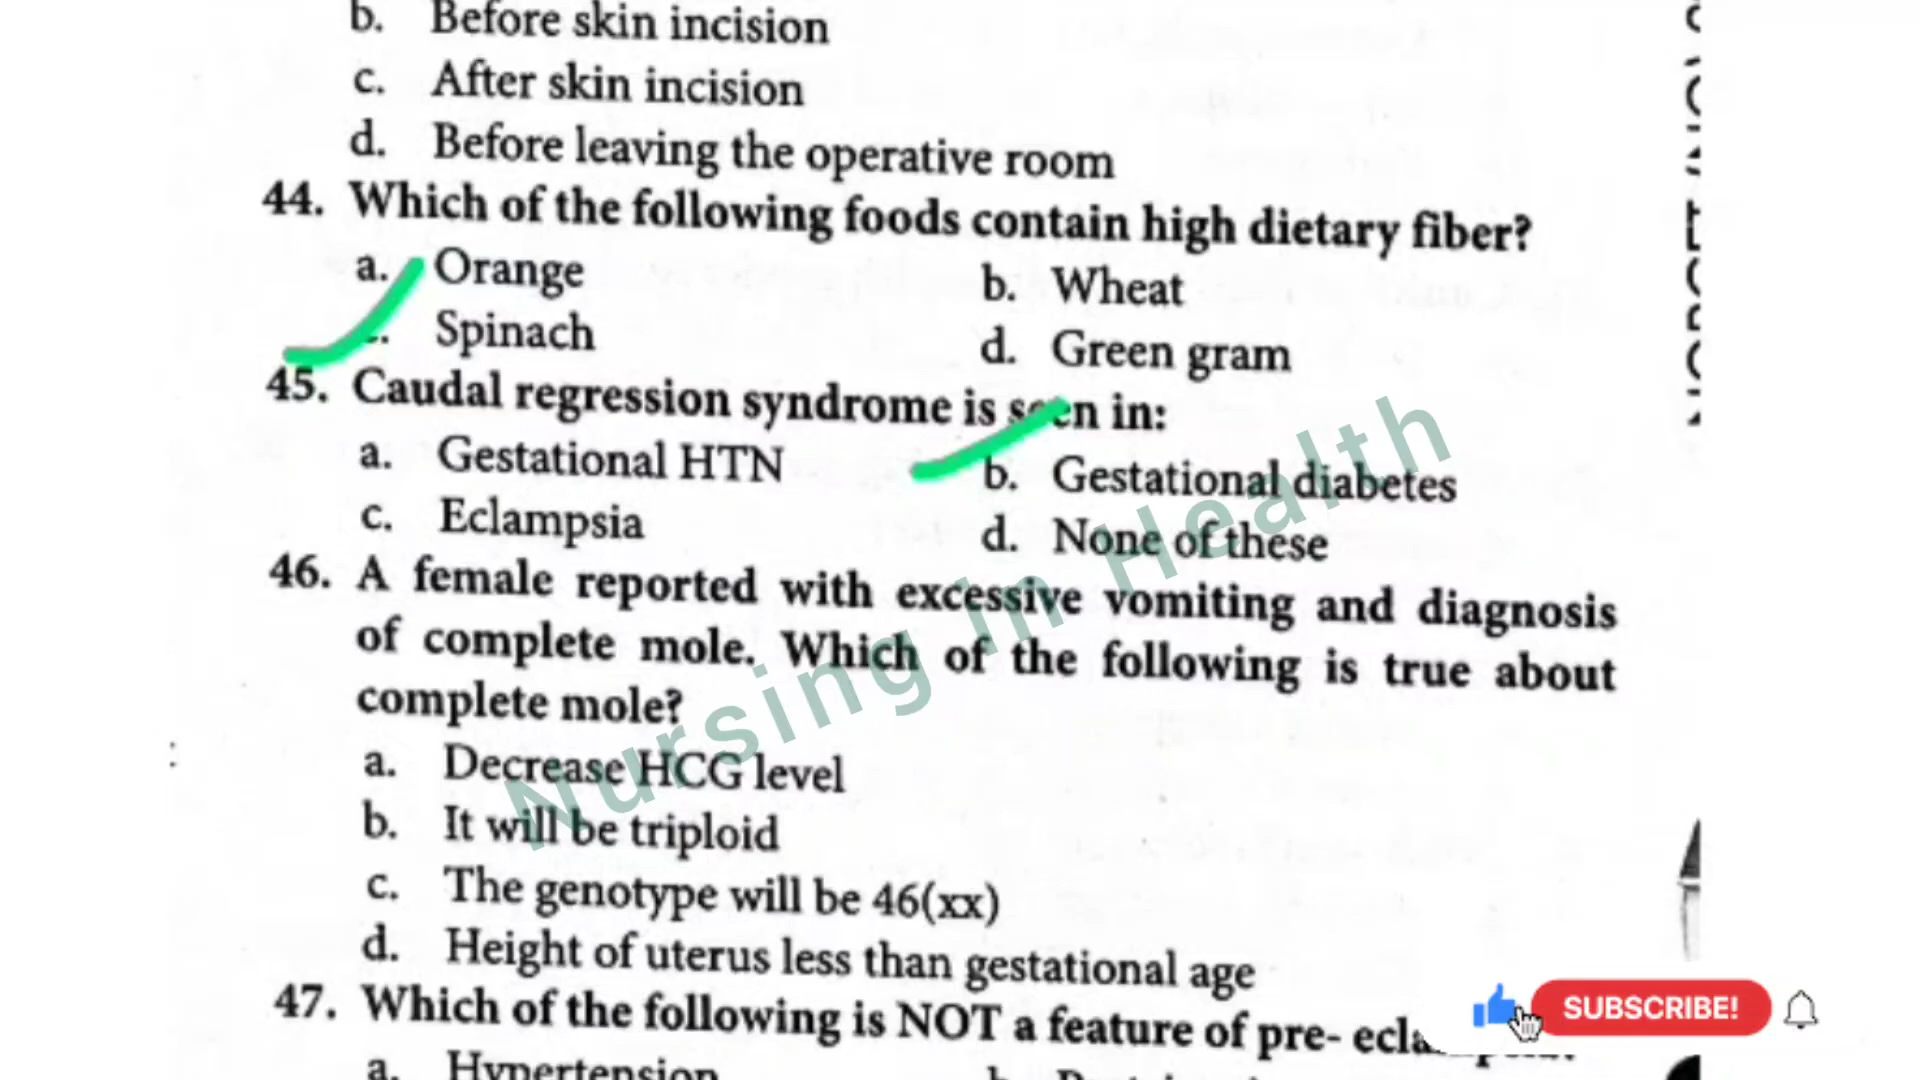 b. Before skin incision
c. After skin incision
d. Before leaving the operative room
44. Which of the following foods contain high dietary fiber?
a. Orange b. Wheat
Spinach d. Green gram
45. Caudal regression syndrome is seen in:
a. Gestational HTN b. Gestational diabetes
c. Eclampsia d. None of these
46. A female reported with excessive vomiting and diagnosis
of complete mole. Which of the following is true about
complete mole?
a. Decrease HCG level
b. It will be triploid
c. The genotype will be 46(xx)
d. Height of uterus less than gestational age
47. Which of the following is NOT a feature of pre-
a. Hypertension b.
Nursing in Health
SUBSCRIBE!